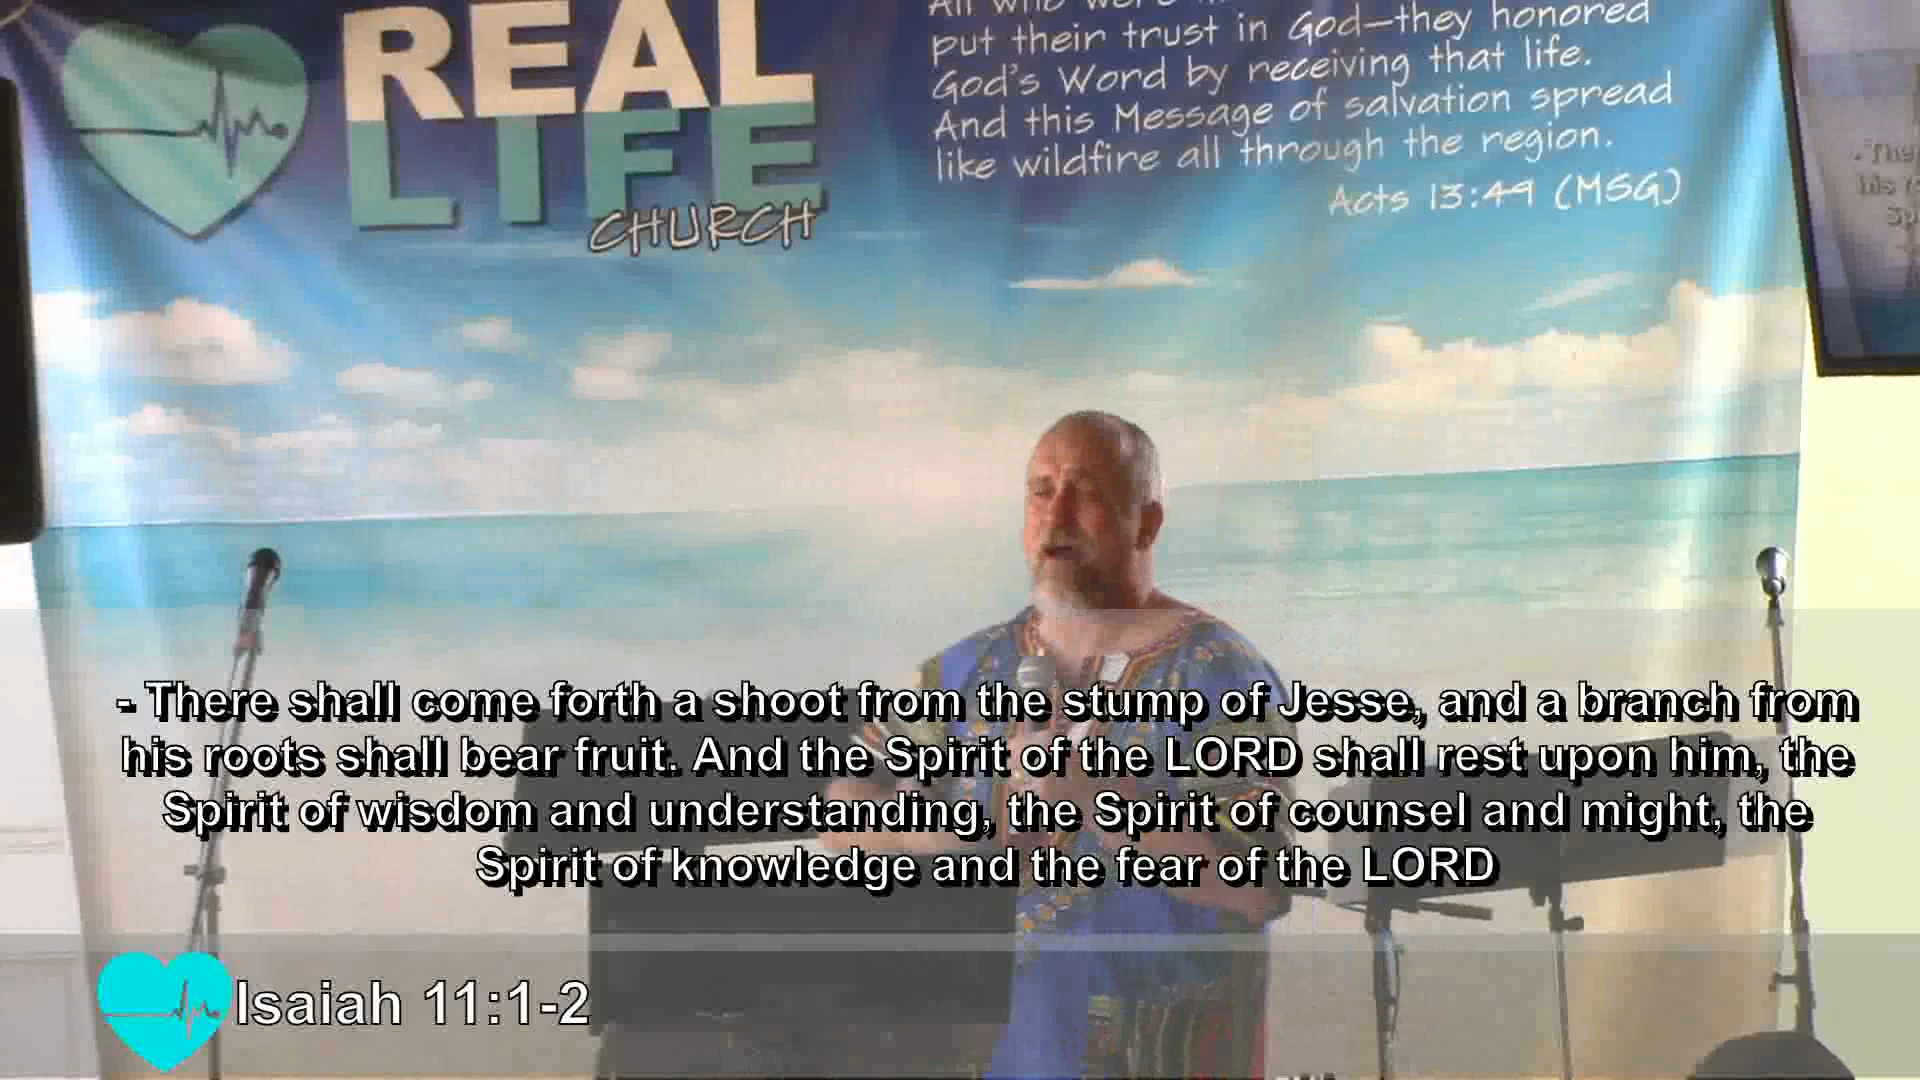 REAL
LIFE
CHURCH
All who were
put their trust in God—they honored
God's Word by receiving that life.
And this Message of salvation spread
like wildfire all through the region.
Acts 13:49 (MSG)
his
- There shall come forth a shoot from the stump of Jesse, and a branch from
his roots shall bear fruit. And the Spirit of the LORD shall rest upon him, the
Spirit of wisdom and understanding, the Spirit of counsel and might, the
Spirit of knowledge and the fear of the LORD
Isaiah 11:1-2